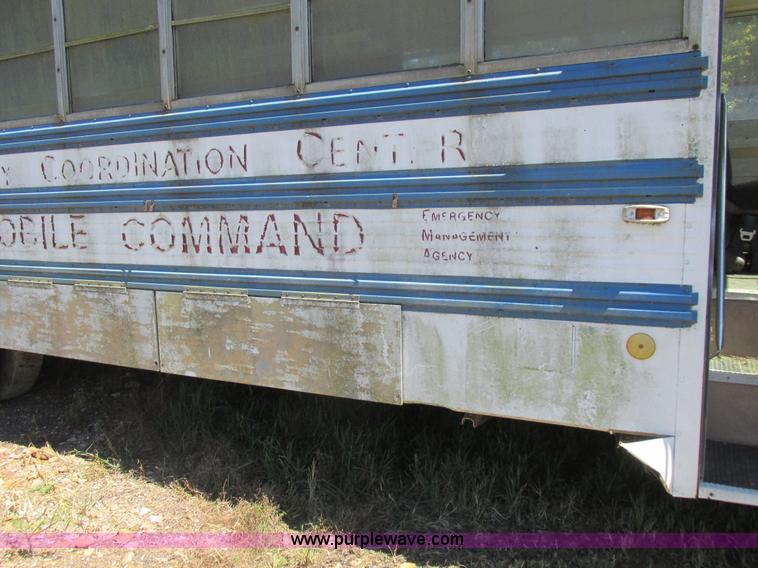 Y COORDINATION CENT R
OBILE COMMAND
EMERGENCY
MANAGEMENT
AGENCY
www.purplewave.com